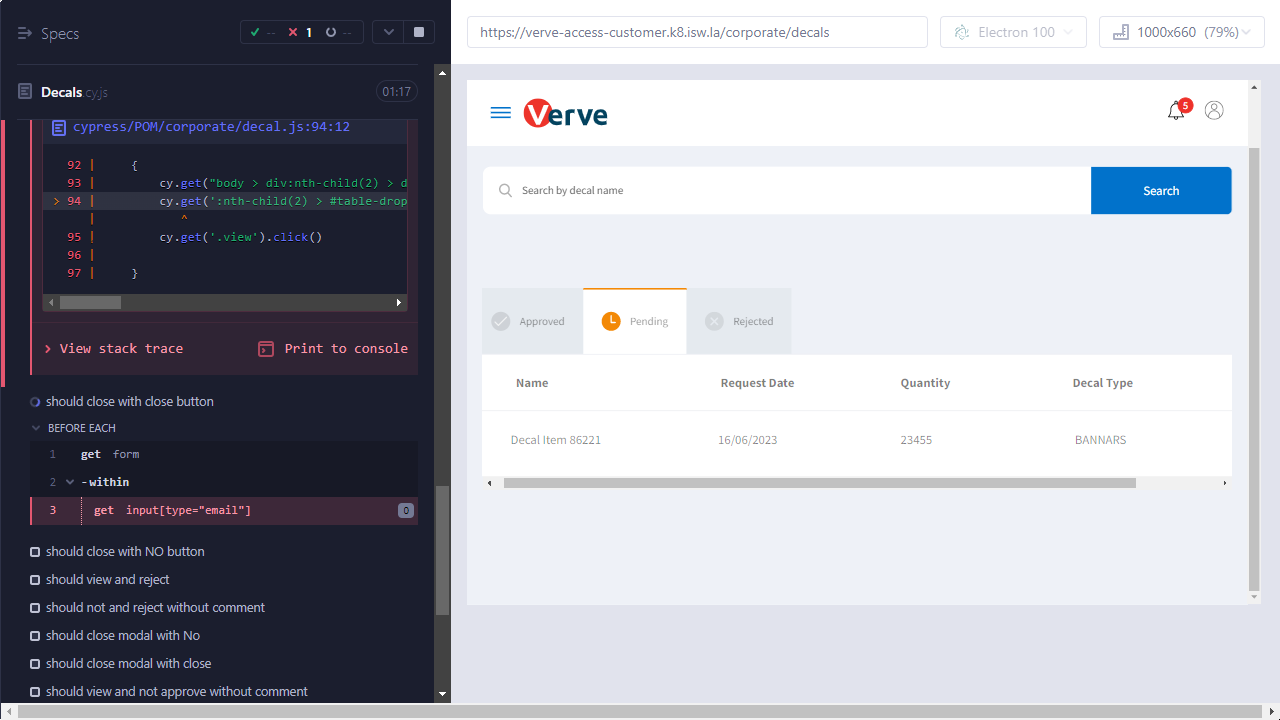 Specs
-- 1 --
Decals cy.js
01:17
cypress/POM/corporate/decal.js:94:12
92 | {
93 | cy.get("body > div:nth-child(2) > d
> 94 | cy.get(':nth-child(2) > #table-drop
| ^
95 | cy.get('.view').click()
96 |
97 | }
View stack trace
Print to console
should close with close button
BEFORE EACH
1 get form
2 -within
3 get input[type="email"] 0
should close with NO button
should view and reject
should not and reject without comment
should close modal with No
should close modal with close
should view and not approve without comment
https://verve-access-customer.k8.isw.la/corporate/decals
Electron 100
1000x660 (79%)
Verve
5
Search by decal name
Search
Approved
Pending
Rejected
Name Request Date Quantity Decal Type
Decal Item 86221 16/06/2023 23455 BANNARS